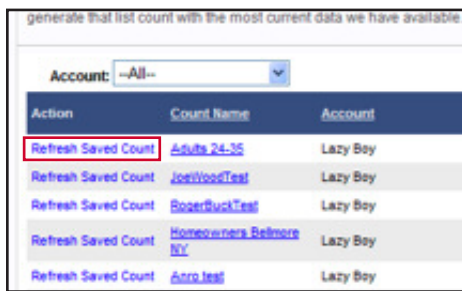 generate that list count with the most current data we have available.
Account: --All--
Action Count Name Account
Refresh Saved Count Adults 24-35 Lazy Boy
Refresh Saved Count JoeWoodTest Lazy Boy
Refresh Saved Count RogerBuckTest Lazy Boy
Refresh Saved Count Homeowners Bellmore NY Lazy Boy
Refresh Saved Count Anro test Lazy Boy